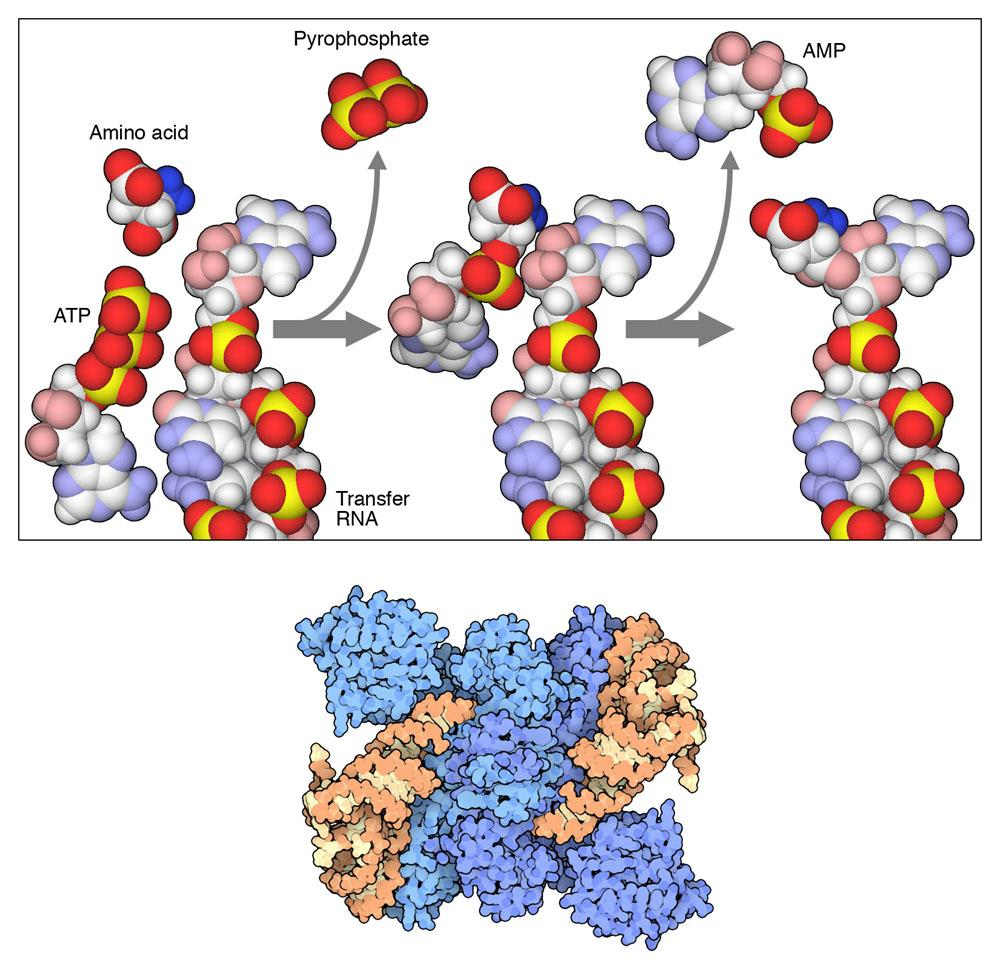 Pyrophosphate
AMP
Amino acid
ATP
Transfer
RNA